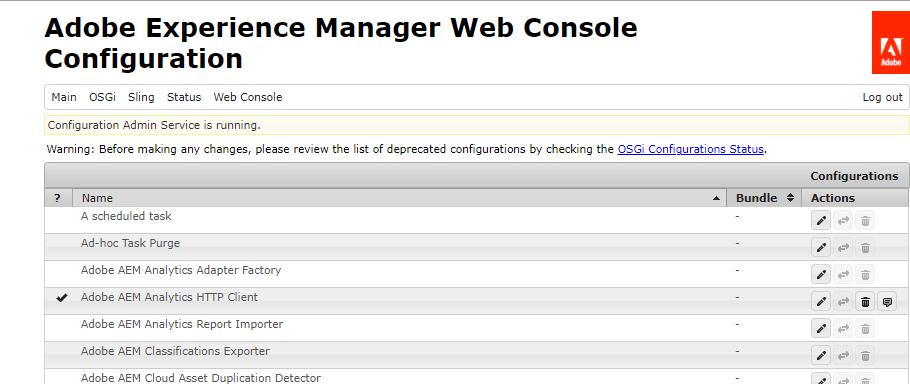 Adobe Experience Manager Web Console
Configuration
Adobe
Main OSGi Sling Status Web Console Log out
Configuration Admin Service is running.
Warning: Before making any changes, please review the list of deprecated configurations by checking the OSGi Configurations Status.
Configurations
? Name Bundle Actions
A scheduled task -
Ad-hoc Task Purge -
Adobe AEM Analytics Adapter Factory -
Adobe AEM Analytics HTTP Client -
Adobe AEM Analytics Report Importer -
Adobe AEM Classifications Exporter -
Adobe AEM Cloud Asset Duplication Detector -